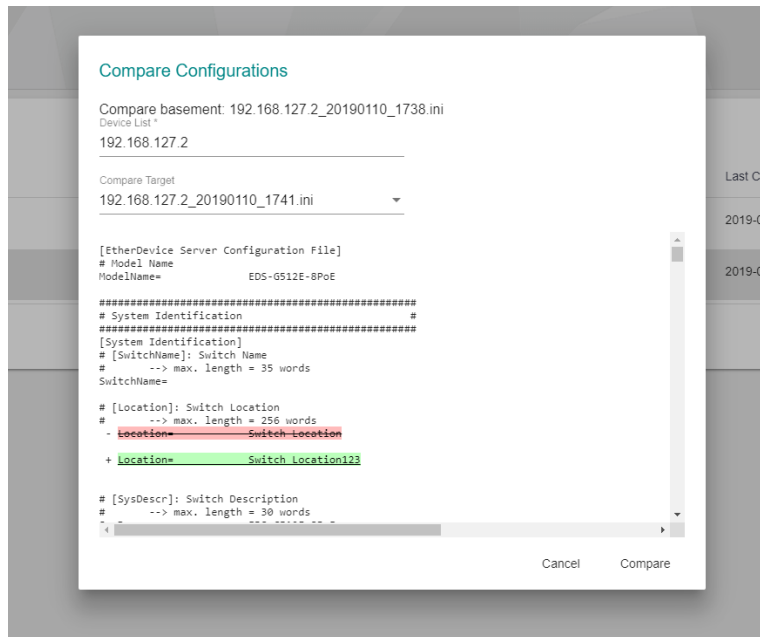 Compare Configurations
Compare basement: 192.168.127.2_20190110_1738.ini
Device List *
192.168.127.2
Compare Target
192.168.127.2_20190110_1741.ini
Last C
2019-0
2019-0
[EtherDevice Server Configuration File]
# Model Name
ModelName= EDS-G512E-8PoE
###################################################
# System Identification #
###################################################
[System Identification]
# [SwitchName]: Switch Name
# --> max. length = 35 words
SwitchName=
# [Location]: Switch Location
# --> max. length = 256 words
- Location= Switch Location
+ Location= Switch Location123
# [SysDescr]: Switch Description
# --> max. length = 30 words
Cancel Compare